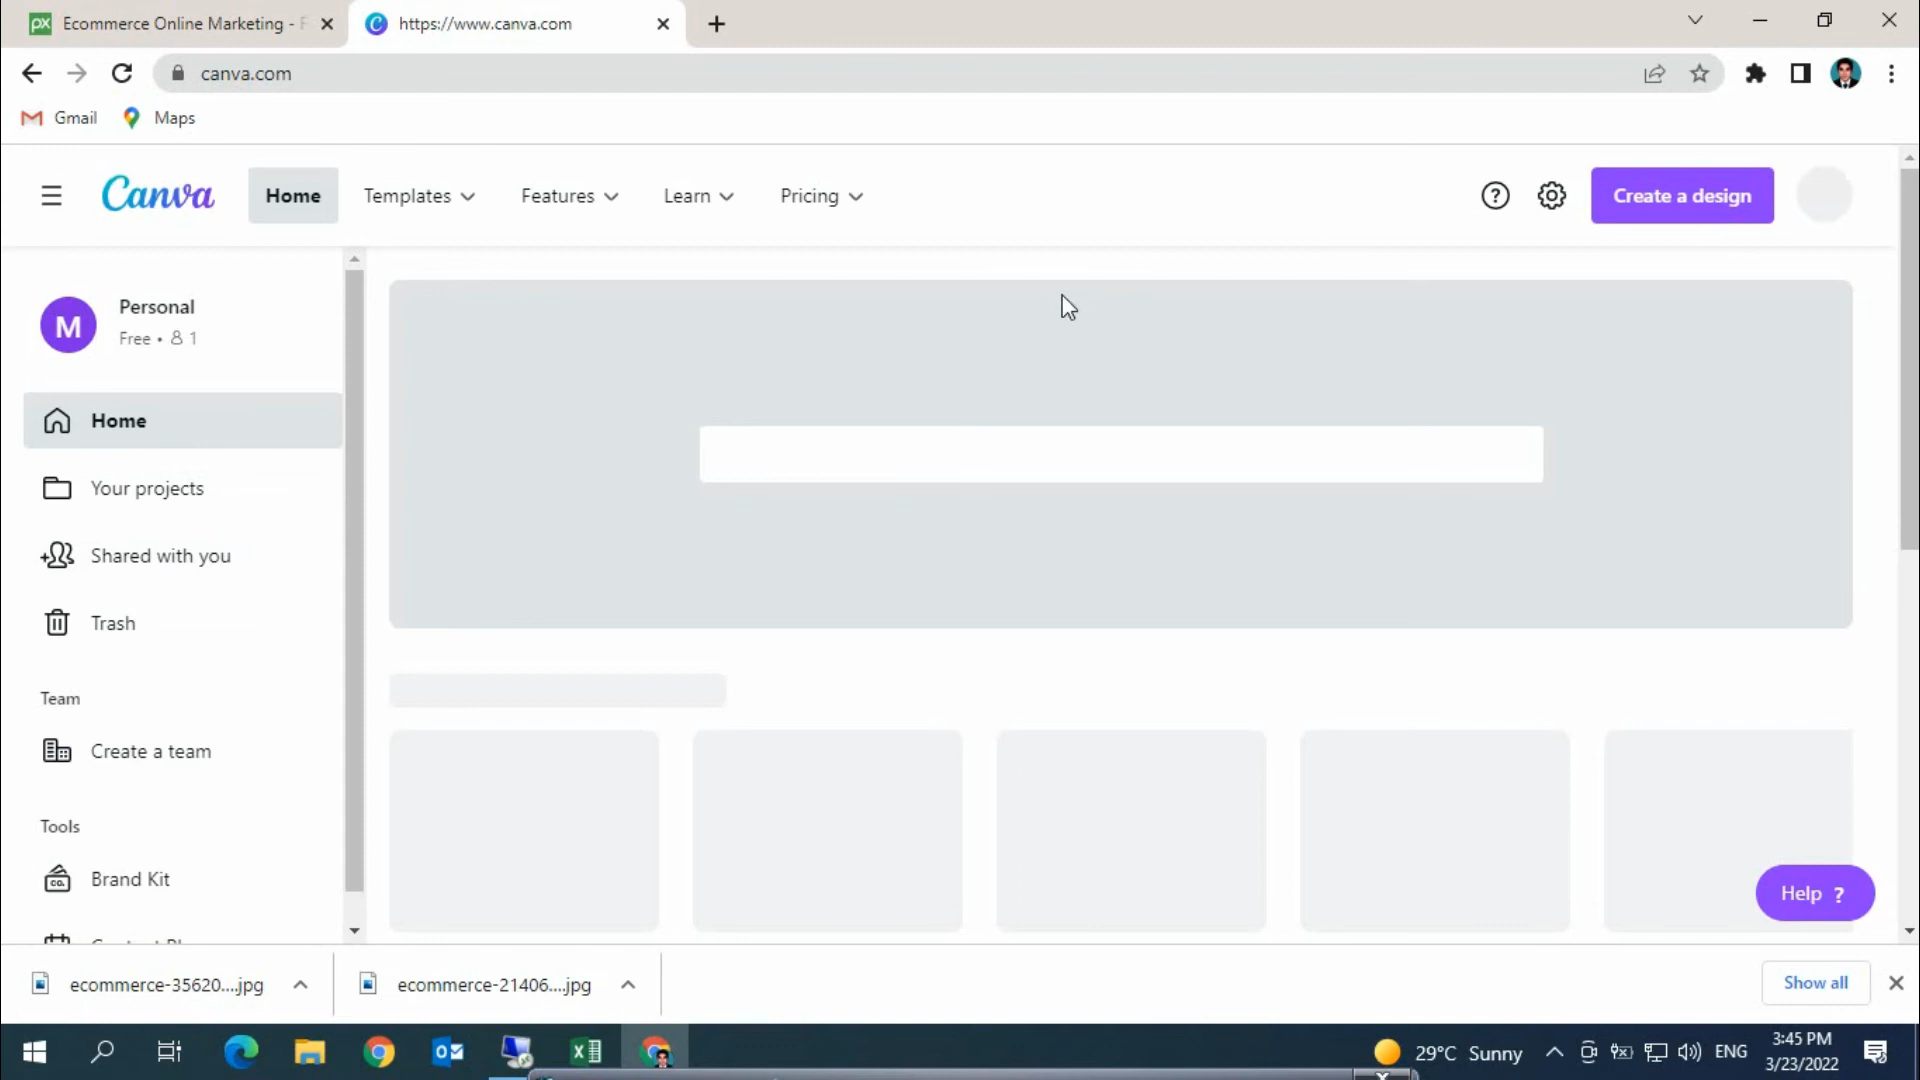 Ecommerce Online Marketing - F
https://www.canva.com
canva.com
Gmail
Maps
Canva
Home
Templates
Features
Learn
Pricing
Create a design
M
Personal
Free • 1
Home
Your projects
Shared with you
Trash
Team
Create a team
Tools
Brand Kit
Help ?
ecommerce-35620....jpg
ecommerce-21406....jpg
Show all
29°C Sunny
ENG
3:45 PM
3/23/2022